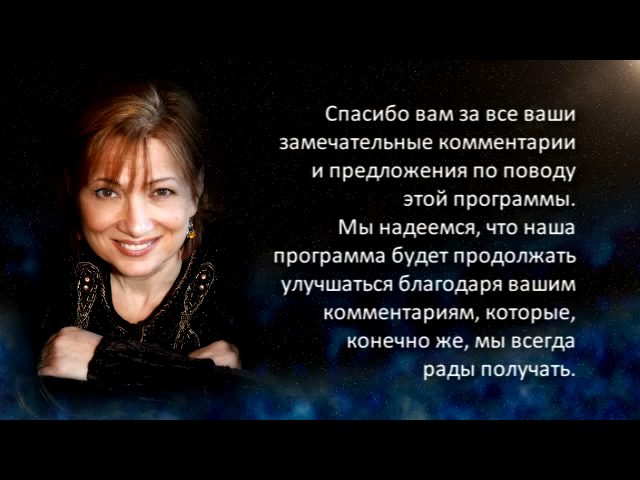 Спасибо вам за все ваши
замечательные комментарии
и предложения по поводу
этой программы.
Мы надеемся, что наша
программа будет продолжать
улучшаться благодаря вашим
комментариям, которые,
конечно же, мы всегда
рады получать.